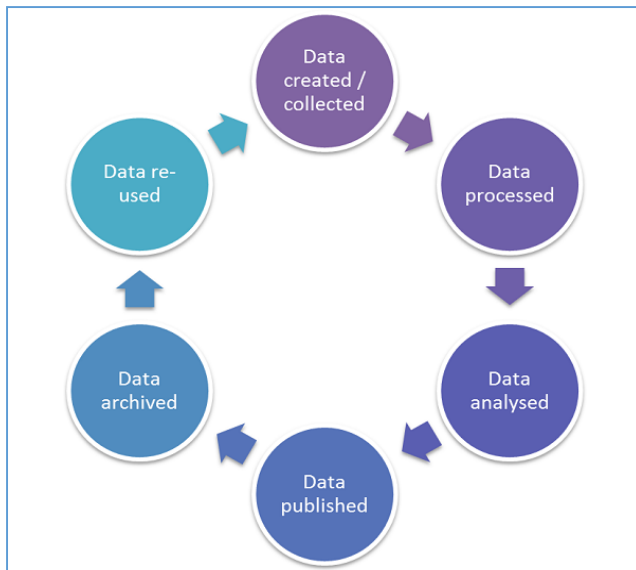 Data
created /
collected
Data
processed
Data
analysed
Data
published
Data
archived
Data re-
used